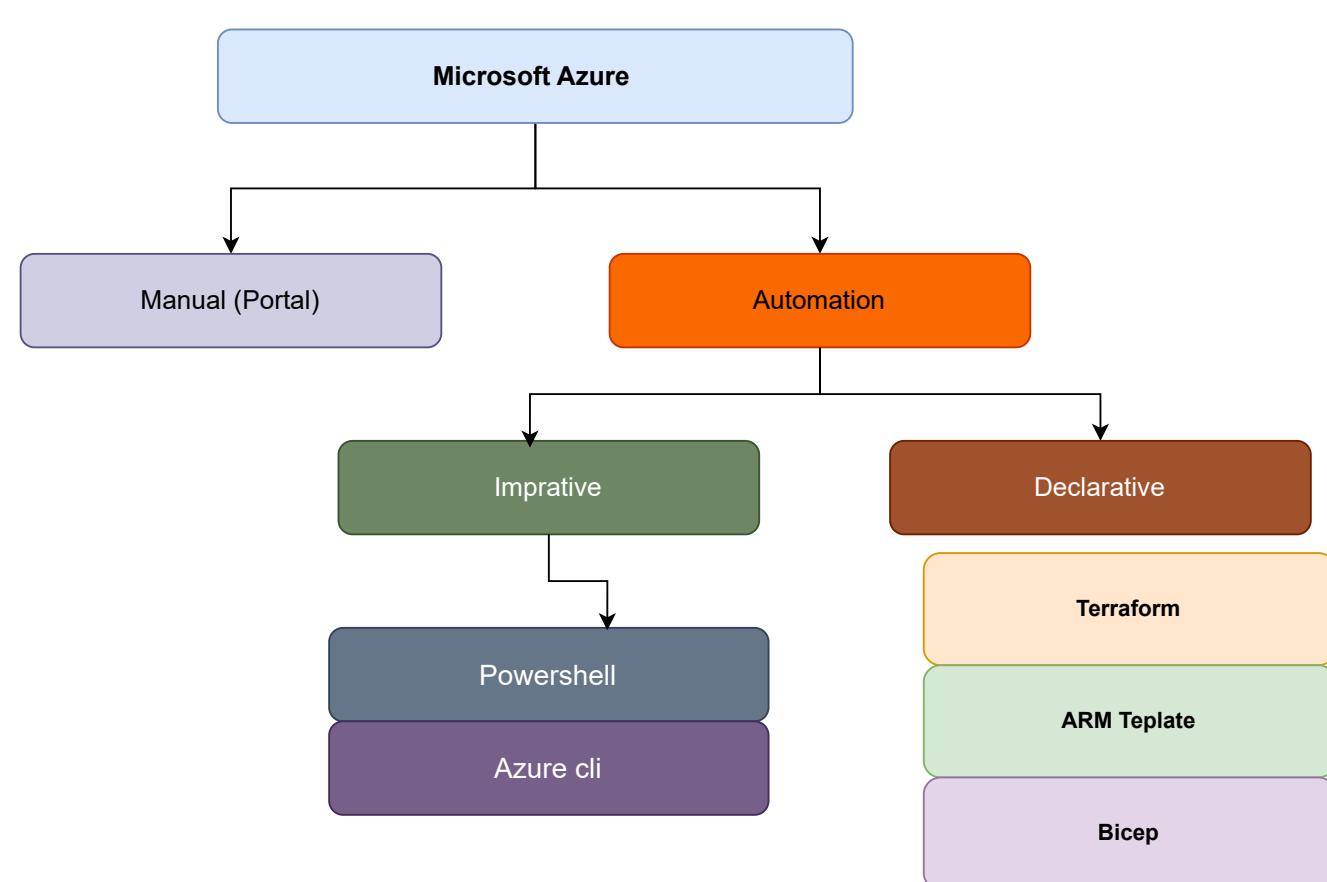 Microsoft Azure
Manual (Portal)
Automation
Imprative
Declarative
Terraform
Powershell
ARM Teplate
Azure cli
Bicep